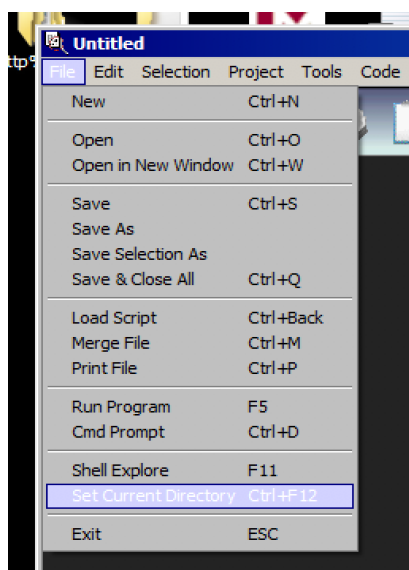 Untitled
File Edit Selection Project Tools Code
New Ctrl+N
Open Ctrl+O
Open in New Window Ctrl+W
Save Ctrl+S
Save As
Save Selection As
Save & Close All Ctrl+Q
Load Script Ctrl+Back
Merge File Ctrl+M
Print File Ctrl+P
Run Program F5
Cmd Prompt Ctrl+D
Shell Explore F11
Set Current Directory Ctrl+F12
Exit ESC